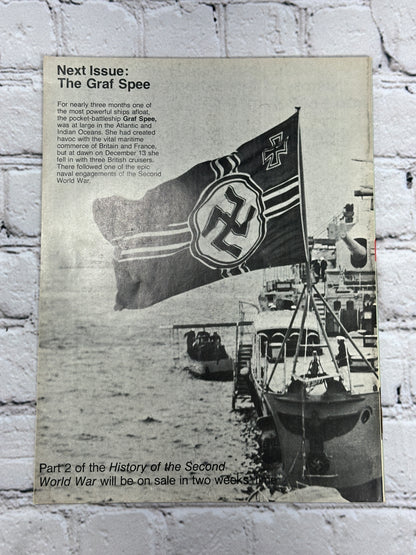 Next Issue:
The Graf Spee
For nearly three months one of
the most powerful ships afloat,
the pocket-battleship Graf Spee,
was at large in the Atlantic and
Indian Oceans. She had created
havoc with the vital maritime
commerce of Britain and France,
but at dawn on December 13 she
fell in with three British cruisers.
There followed one of the epic
naval engagements of the Second
World War.
Part 2 of the History of the Second
World War will be on sale in two weeks' time